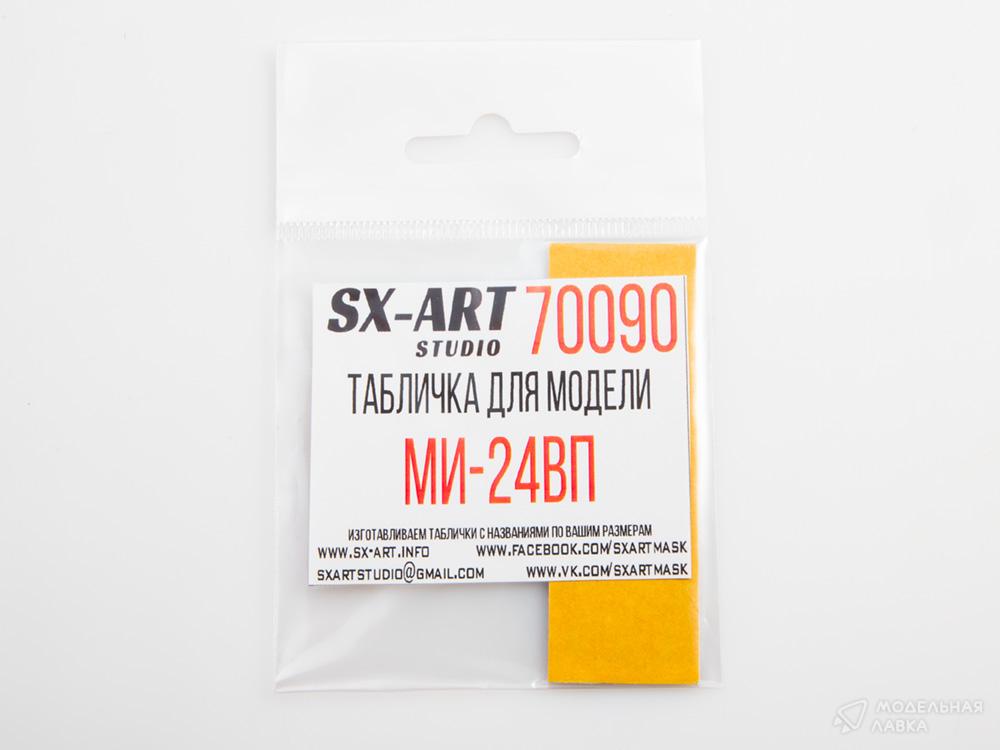 SX-ART 70090
STUDIO
ТАБЛИЧКА ДЛЯ МОДЕЛИ
МИ-24ВП
ИЗГОТАВЛИВАЕМ ТАБЛИЧКИ С НАЗВАНИЯМИ ПО ВАШИМ РАЗМЕРАМ
WWW.SX-ART.INFO WWW.FACEBOOK.COM/SXARTMASK
SXARTSTUDIO@GMAIL.COM WWW.VK.COM/SXARTMASK
МОДЕЛЬНАЯ
ЛАВКА